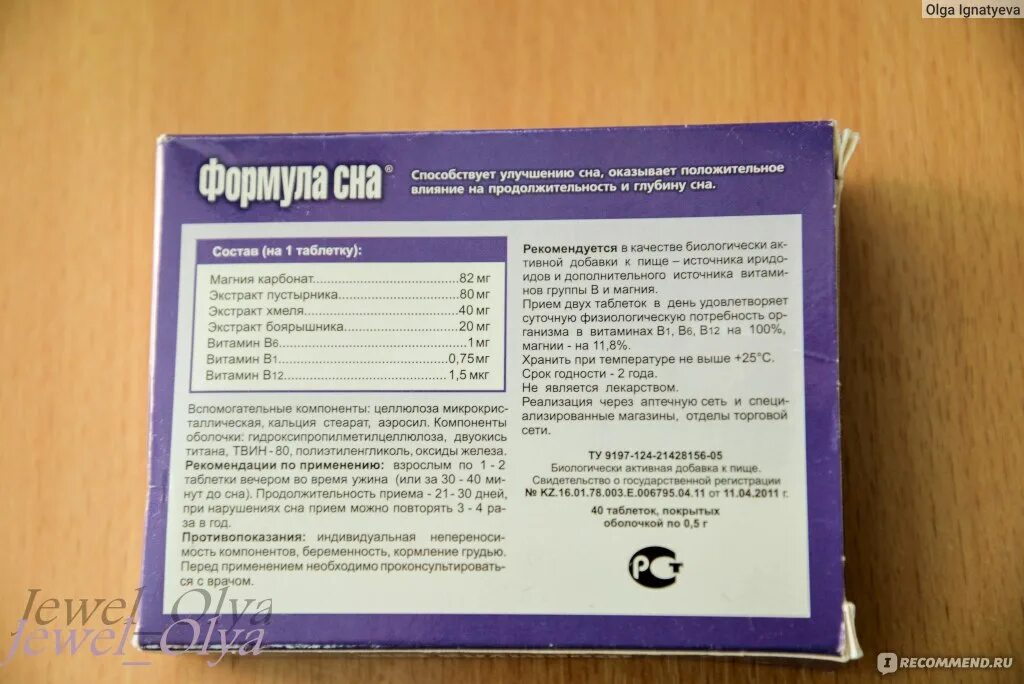 Olga Ignatyeva
Формула сна®
Способствует улучшению сна, оказывает положительное
влияние на продолжительность и глубину сна.
Состав (на 1 таблетку):
Магния карбонат....................82 мг
Экстракт пустырника....................80 мг
Экстракт хмеля....................40 мг
Экстракт боярышника....................20 мг
Витамин B6....................1 мг
Витамин B1....................0,75 мг
Витамин B12....................1,5 мкг
Вспомогательные компоненты: целлюлоза микрокрис-
таллическая, кальция стеарат, аэросил. Компоненты
оболочки: гидроксипропилметилцеллюлоза, двуокись
титана, ТВИН - 80, полиэтиленгликоль, оксиды железа.
Рекомендации по применению: взрослым по 1 - 2
таблетки вечером во время ужина (или за 30 - 40 ми-
нут до сна). Продолжительность приема - 21 - 30 дней,
при нарушениях сна прием можно повторять 3 - 4 ра-
за в год.
Противопоказания: индивидуальная непереноси-
мость компонентов, беременность, кормление грудью.
Перед применением необходимо проконсультировать-
ся с врачом.
Рекомендуется в качестве биологически ак-
тивной добавки к пище – источника иридо-
идов и дополнительного источника витами-
нов группы B и магния.
Прием двух таблеток в день удовлетворяет
суточную физиологическую потребность ор-
ганизма в витаминах B1, B6, B12 на 100%,
магнии - на 11,8%.
Хранить при температуре не выше +25°C.
Срок годности - 2 года.
Не является лекарством.
Реализация через аптечную сеть и специ-
ализированные магазины, отделы торговой
сети.
ТУ 9197-124-21428156-05
Биологически активная добавка к пище.
Свидетельство о государственной регистрации
№ KZ.16.01.78.003.E.006795.04.11 от 11.04.2011 г.
40 таблеток, покрытых
оболочкой по 0,5 г
РСТ
Jewel_Olya
Jewel_Olya
IRECOMMEND.RU